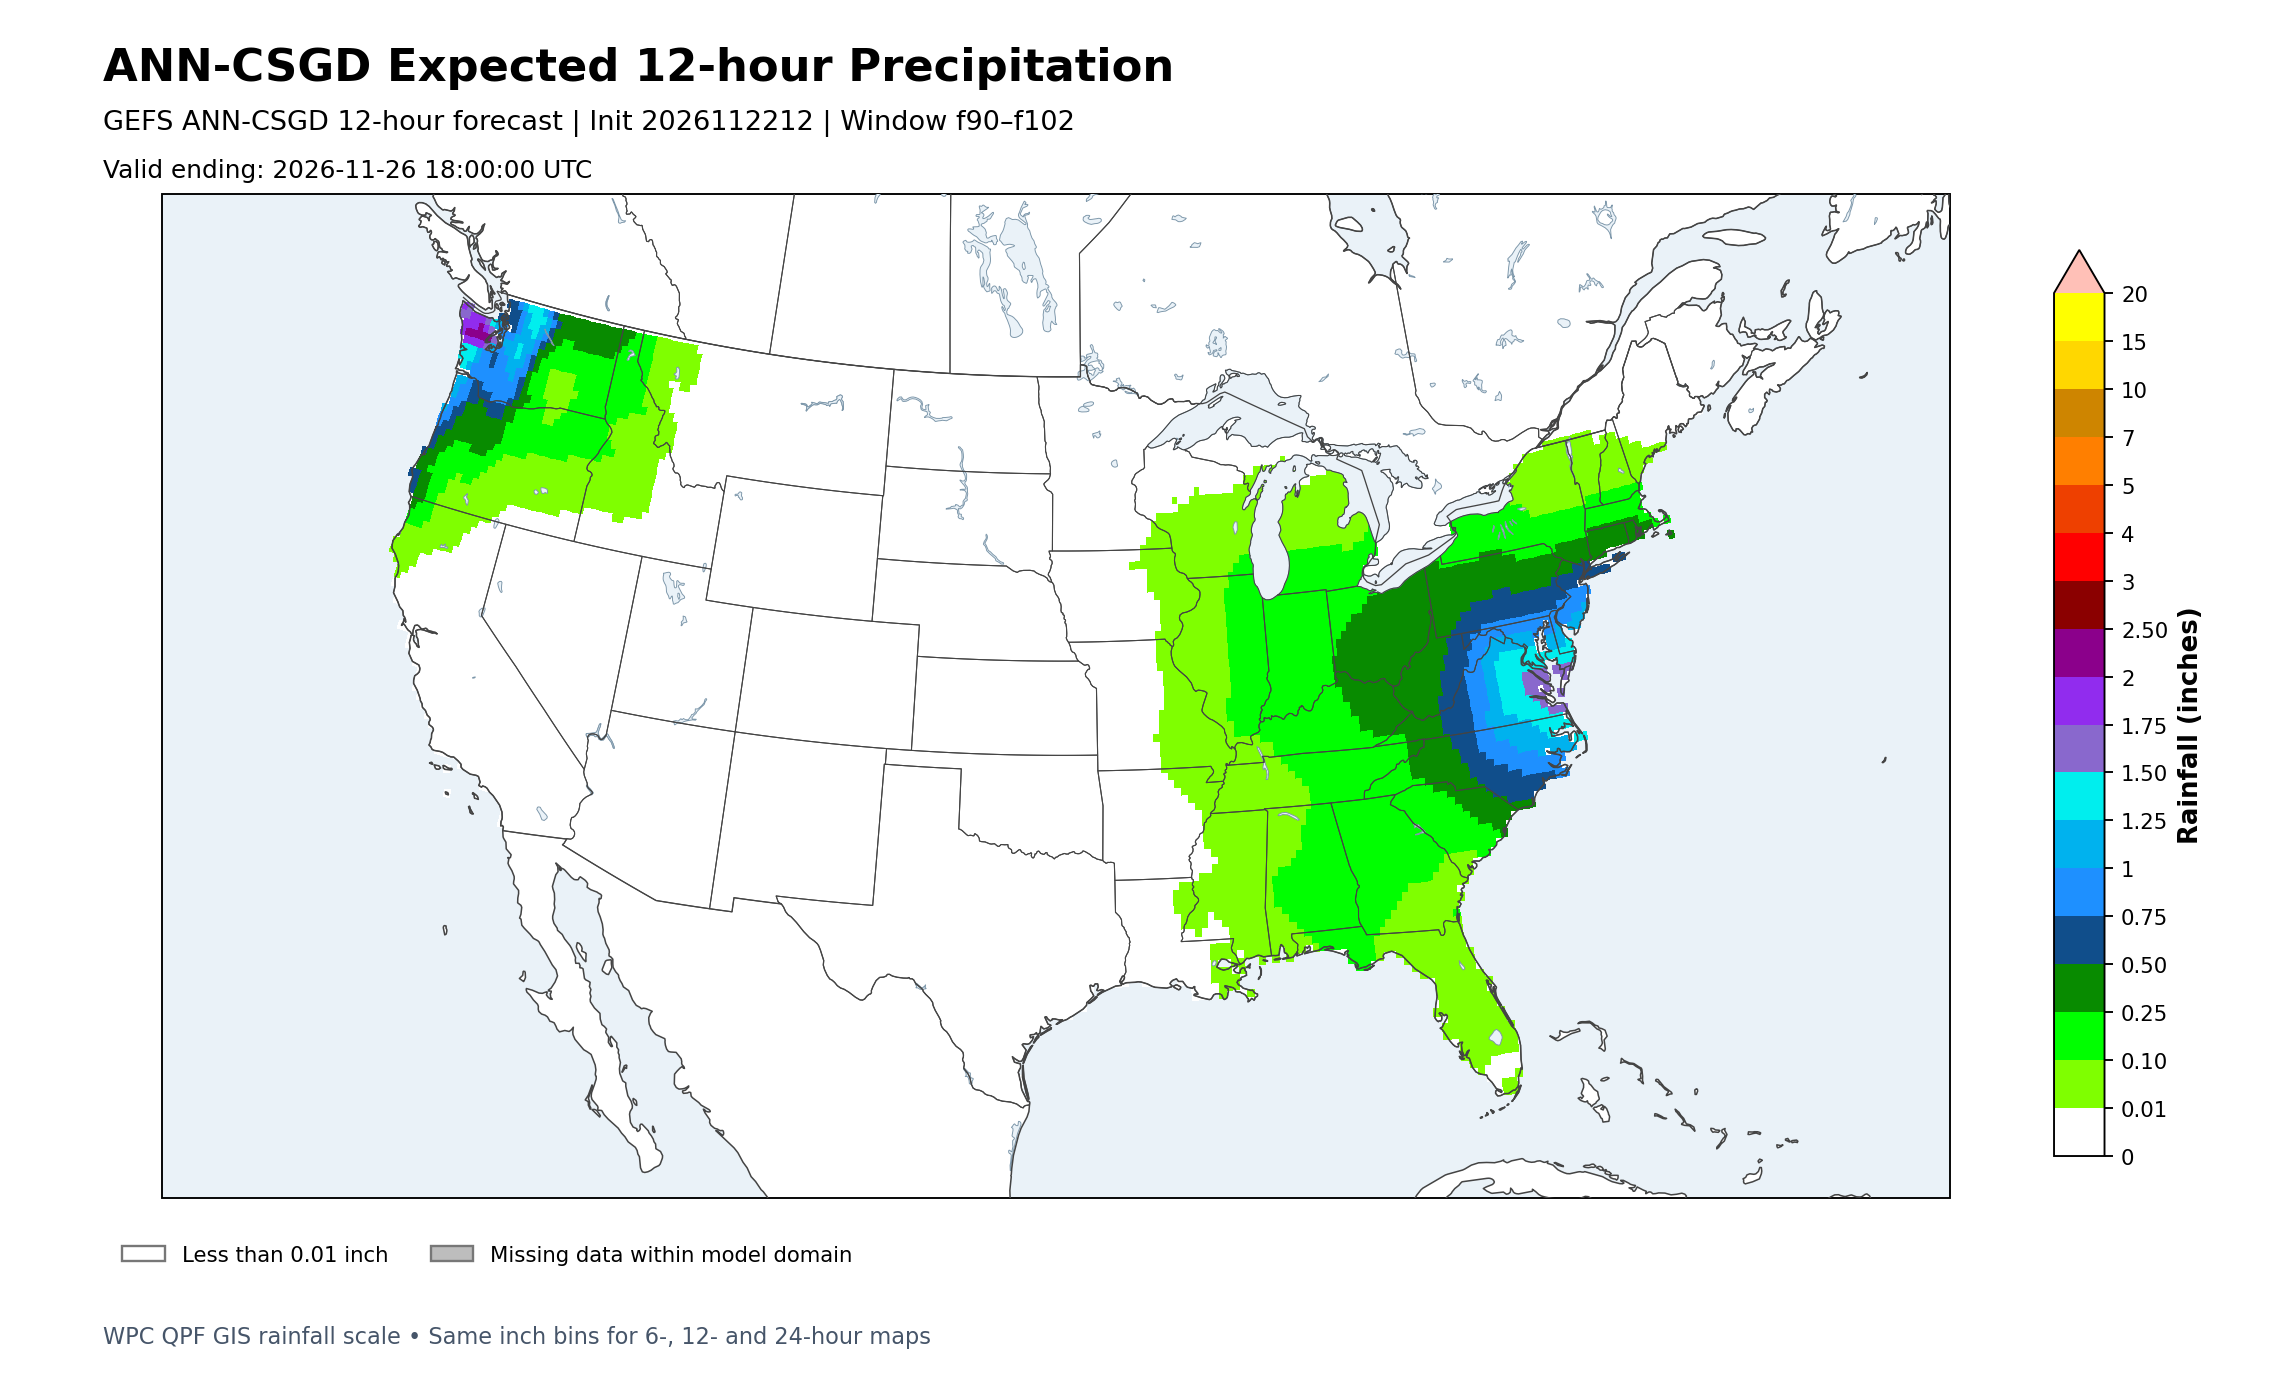 ANN-CSGD Expected 12-hour Precipitation
GEFS ANN-CSGD 12-hour forecast | Init 2026112212 | Window f90–f102
Valid ending: 2026-11-26 18:00:00 UTC
20
15
10
7
5
4
3
2.50
2
1.75
1.50
1.25
1
0.75
0.50
0.25
0.10
0.01
0
Rainfall (inches)
Less than 0.01 inch
Missing data within model domain
WPC QPF GIS rainfall scale • Same inch bins for 6-, 12- and 24-hour maps